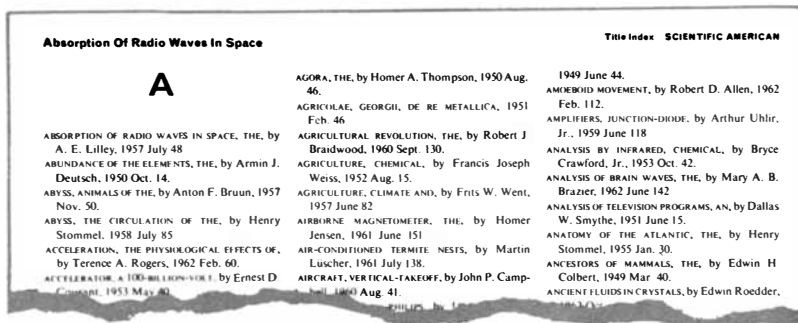 Absorption Of Radio Waves In Space
Title Index SCIENTIFIC AMERICAN
A
ABSORPTION OF RADIO WAVES IN SPACE, THE, by
A. E. Lilley, 1957 July 48
ABUNDANCE OF THE ELEMENTS, THE, by Armin J.
Deutsch, 1950 Oct. 14.
ABYSS, ANIMALS OF THE, by Anton F. Bruun, 1957
Nov. 50.
ABYSS, THE CIRCULATION OF THE, by Henry
Stommel, 1958 July 85
ACCELERATION, THE PHYSIOLOGICAL EFFECTS OF,
by Terence A. Rogers, 1962 Feb. 60.
ACCELERATOR, A 100-BILLION-VOLT, by Ernest D
Courant, 1953 May 40
AGORA, THE, by Homer A. Thompson, 1950 Aug.
46.
AGRICOLAE, GEORGII, DE RE METALLICA, 1951
Feb. 46
AGRICULTURAL REVOLUTION, THE, by Robert J
Braidwood, 1960 Sept. 130.
AGRICULTURE, CHEMICAL, by Francis Joseph
Weiss, 1952 Aug. 15.
AGRICULTURE, CLIMATE AND, by Frits W. Went,
1957 June 82
AIRBORNE MAGNETOMETER, THE, by Homer
Jensen, 1961 June 151
AIR-CONDITIONED TERMITE NESTS, by Martin
Luscher, 1961 July 138.
AIRCRAFT, VERTICAL-TAKEOFF, by John P. Camp-
1960 Aug. 41.
1949 June 44.
AMOEBOID MOVEMENT, by Robert D. Allen, 1962
Feb. 112.
AMPLIFIERS, JUNCTION-DIODE, by Arthur Uhlir,
Jr., 1959 June 118
ANALYSIS BY INFRARED, CHEMICAL, by Bryce
Crawford, Jr., 1953 Oct. 42.
ANALYSIS OF BRAIN WAVES, THE, by Mary A. B.
Brazier, 1962 June 142
ANALYSIS OF TELEVISION PROGRAMS, AN, by Dallas
W. Smythe, 1951 June 15.
ANATOMY OF THE ATLANTIC, THE, by Henry
Stommel, 1955 Jan. 30.
ANCESTORS OF MAMMALS, THE, by Edwin H
Colbert, 1949 Mar 40.
ANCIENT FLUIDS IN CRYSTALS, by Edwin Roedder,